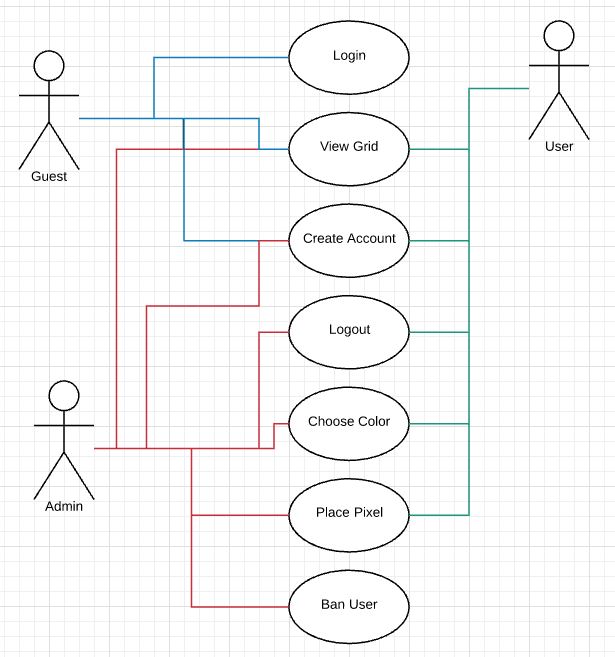 Login
Guest
View Grid
User
Create Account
Logout
Choose Color
Admin
Place Pixel
Ban User